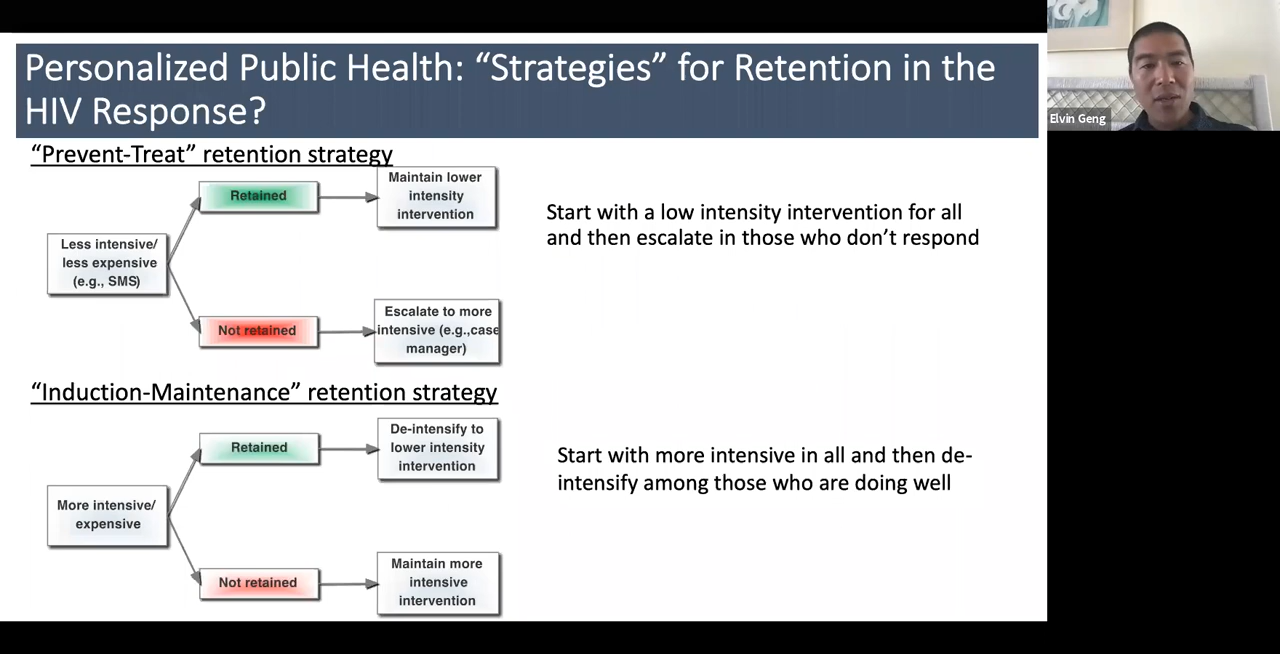 Personalized Public Health: “Strategies” for Retention in the
HIV Response?
“Prevent-Treat” retention strategy
Less intensive/
less expensive
(e.g., SMS)
Retained
Maintain lower
intensity
intervention
Not retained
Escalate to more
intensive (e.g.,case
manager)
Start with a low intensity intervention for all
and then escalate in those who don’t respond
“Induction-Maintenance” retention strategy
More intensive/
expensive
Retained
De-intensify to
lower intensity
intervention
Not retained
Maintain more
intensive
intervention
Start with more intensive in all and then de-
intensify among those who are doing well
Elvin Geng